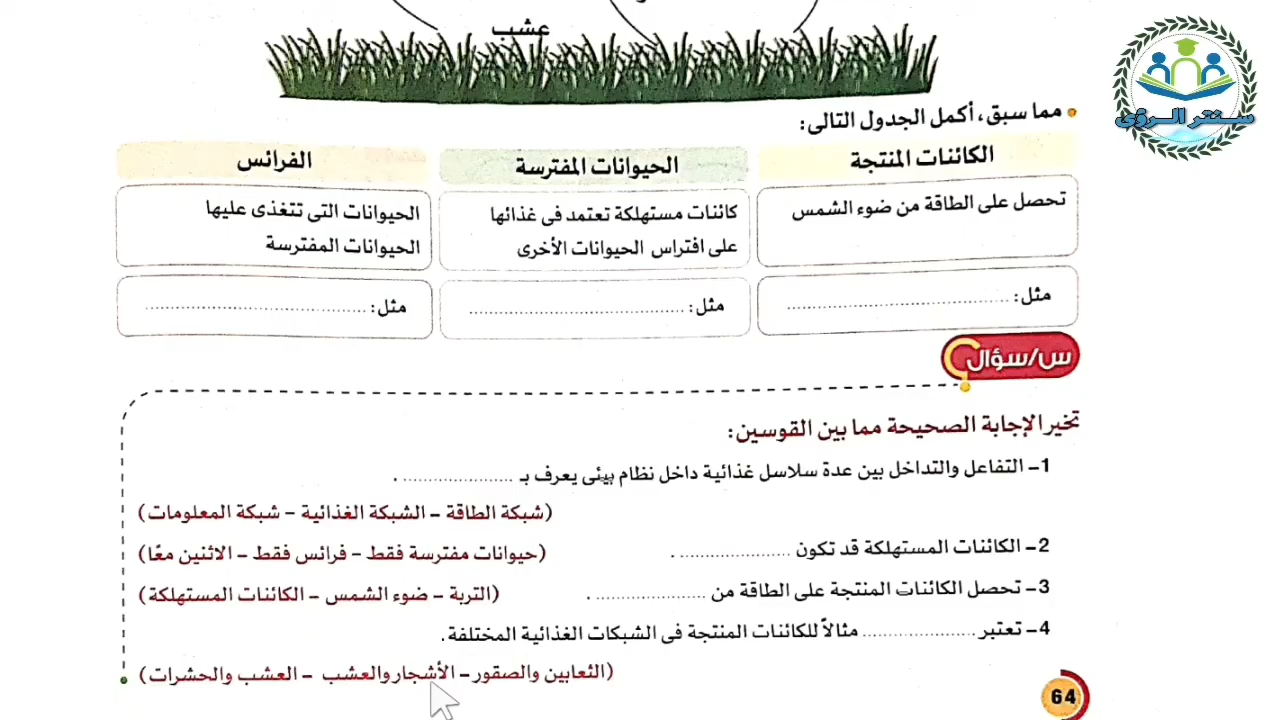 عشب
سنتر الرؤى
مما سبق، أكمل الجدول التالى:
الكائنات المنتجة
الحيوانات المفترسة
الفرائس
تحصل على الطاقة من ضوء الشمس
كائنات مستهلكة تعتمد فى غذائها
على افتراس الحيوانات الأخرى
الحيوانات التى تتغذى عليها
الحيوانات المفترسة
مثل: ........................................
مثل: ........................................
مثل: ........................................
س/سؤال
تخير الإجابة الصحيحة مما بين القوسين:
1- التفاعل والتداخل بين عدة سلاسل غذائية داخل نظام بيئى يعرف بـ ..................... .
(شبكة الطاقة - الشبكة الغذائية - شبكة المعلومات)
2- الكائنات المستهلكة قد تكون ..................... . (حيوانات مفترسة فقط - فرائس فقط - الاثنين معًا)
3- تحصل الكائنات المنتجة على الطاقة من ..................... . (التربة - ضوء الشمس - الكائنات المستهلكة)
4- تعتبر ..................... مثالاً للكائنات المنتجة فى الشبكات الغذائية المختلفة.
(الثعابين والصقور - الأشجار والعشب - العشب والحشرات)
64